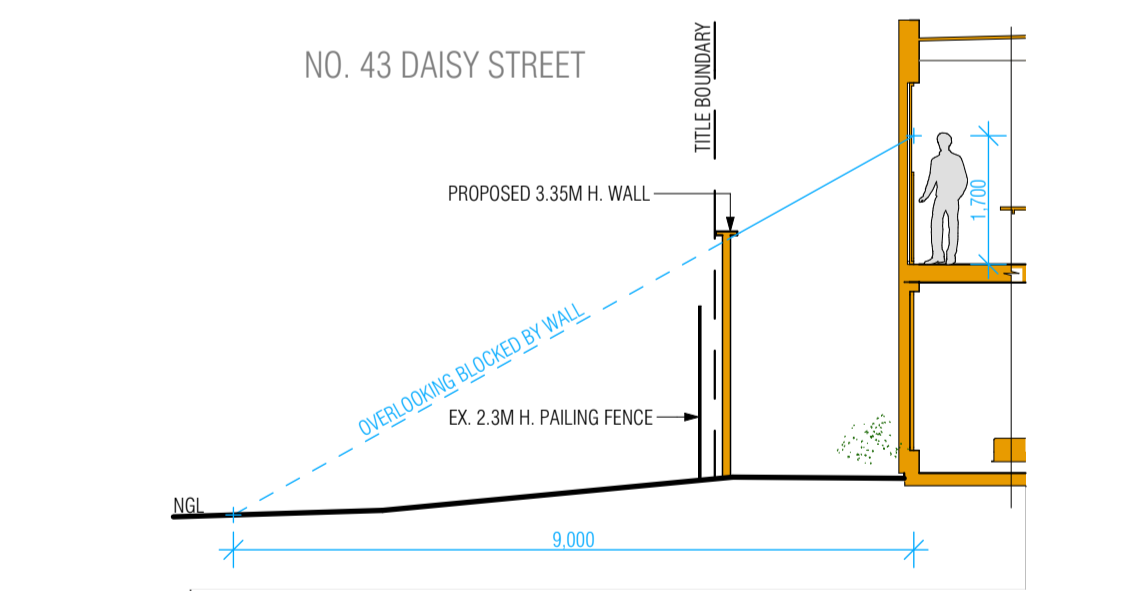 NO. 43 DAISY STREET
TITLE BOUNDARY
PROPOSED 3.35M H. WALL
1,700
OVERLOOKING BLOCKED BY WALL
EX. 2.3M H. PAILING FENCE
NGL
9,000